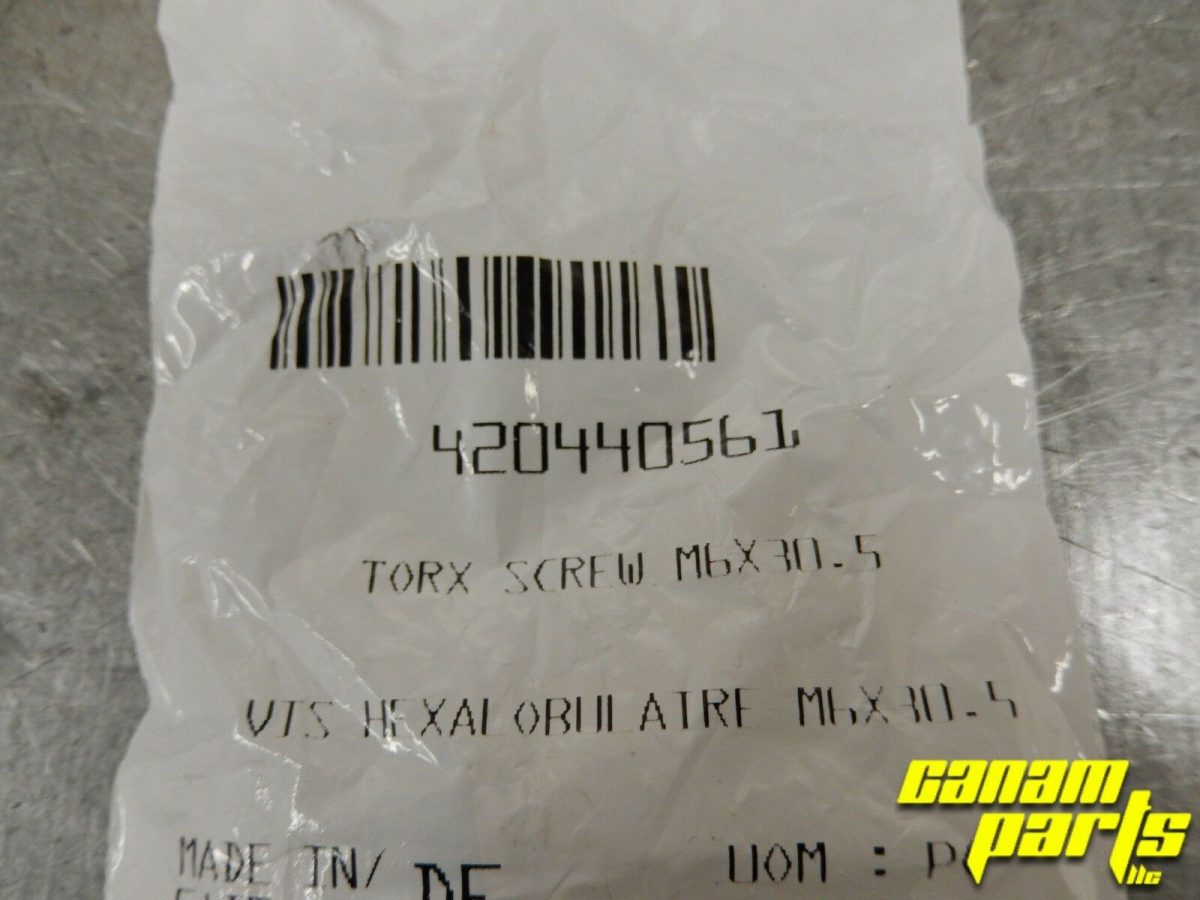 420440561
TORX SCREW M6X30.5
VIS HEXALOBULAIRE M6X30.5
MADE IN/ DE UOM :
canam
parts
llc